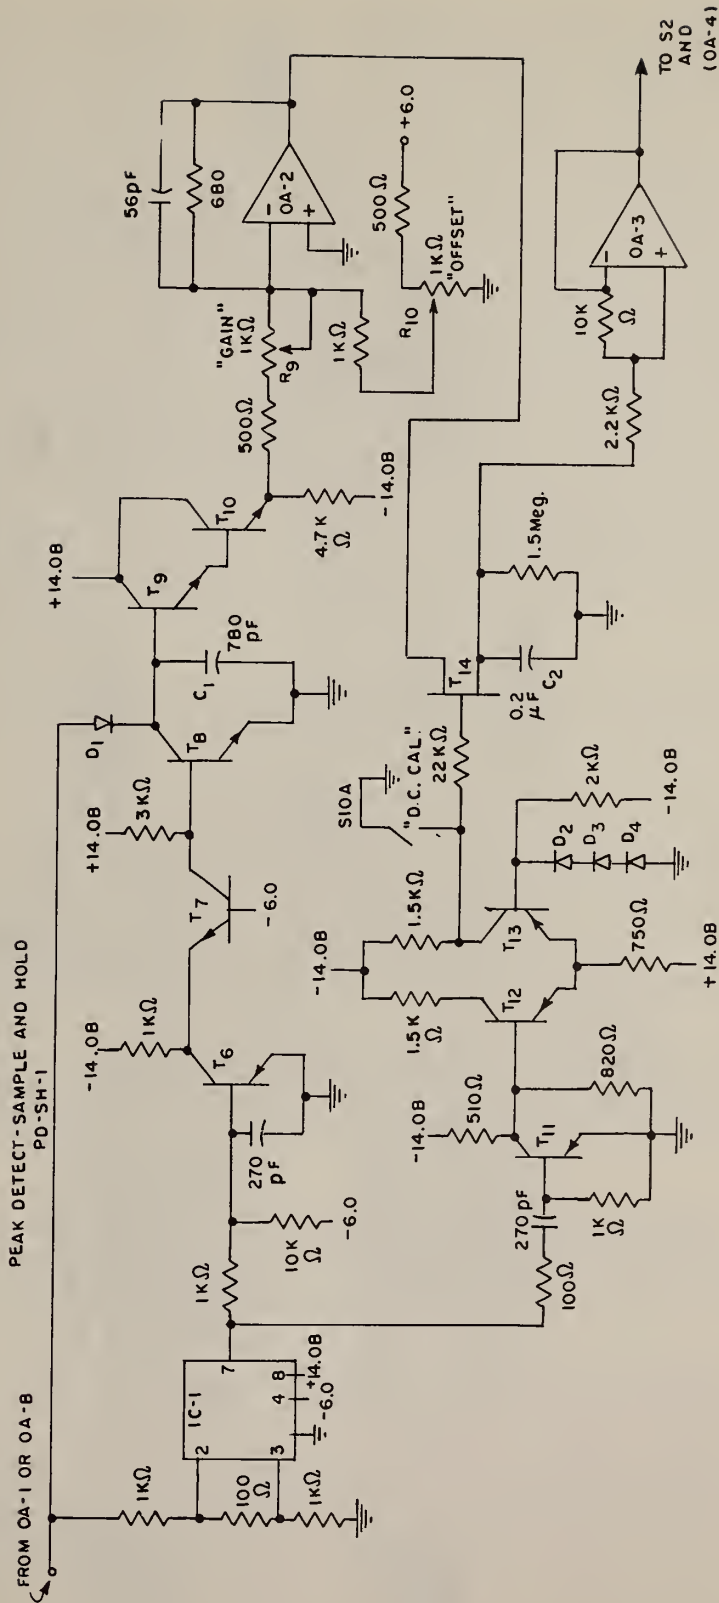 PEAK DETECT-SAMPLE AND HOLD
PD-SH-1
FROM OA-1 OR OA-8
1KΩ
100
Ω
1KΩ
2
3
IC-1
7
8
4
+14.0B
-6.0
1KΩ
10K
Ω
-6.0
270
pF
T6
-14.0B
1KΩ
T7
-6.0
+14.0B
3KΩ
T8
D1
C1
780
pF
+14.0B
T9
T10
4.7K
Ω
-14.0B
500Ω
"GAIN"
1KΩ
R9
56pF
680
-
+
OA-2
1KΩ
R10
1KΩ
"OFFSET"
500Ω
+6.0
100Ω
270pF
1K
Ω
T11
-14.0B
510Ω
820Ω
-14.0B
1.5K
Ω
1.5KΩ
T12
T13
750Ω
+14.0B
D2
D3
D4
2KΩ
-14.0B
S10A
"D.C. CAL."
22KΩ
T14
0.2
μF
C2
1.5Meg.
2.2KΩ
10K
Ω
-
+
OA-3
TO S2
AND
(OA-4)